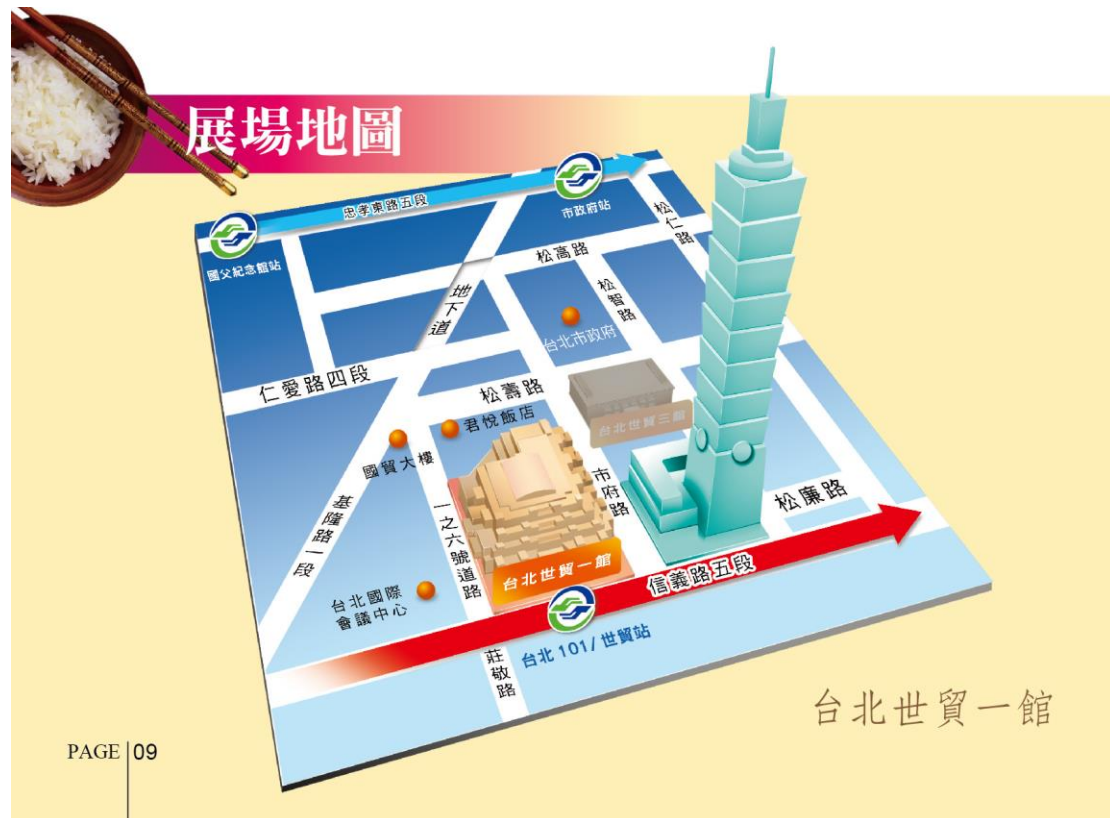 展場地圖
忠孝東路五段
國父紀念館站
市政府站
松仁路
松高路
地下道
松智路
台北市政府
仁愛路四段
松壽路
君悅飯店
台北世貿三館
國貿大樓
基隆路一段
一之六號道路
市府路
松廉路
台北世貿一館
信義路五段
台北國際
會議中心
台北101/世貿站
莊敬路
台北世貿一館
PAGE 09